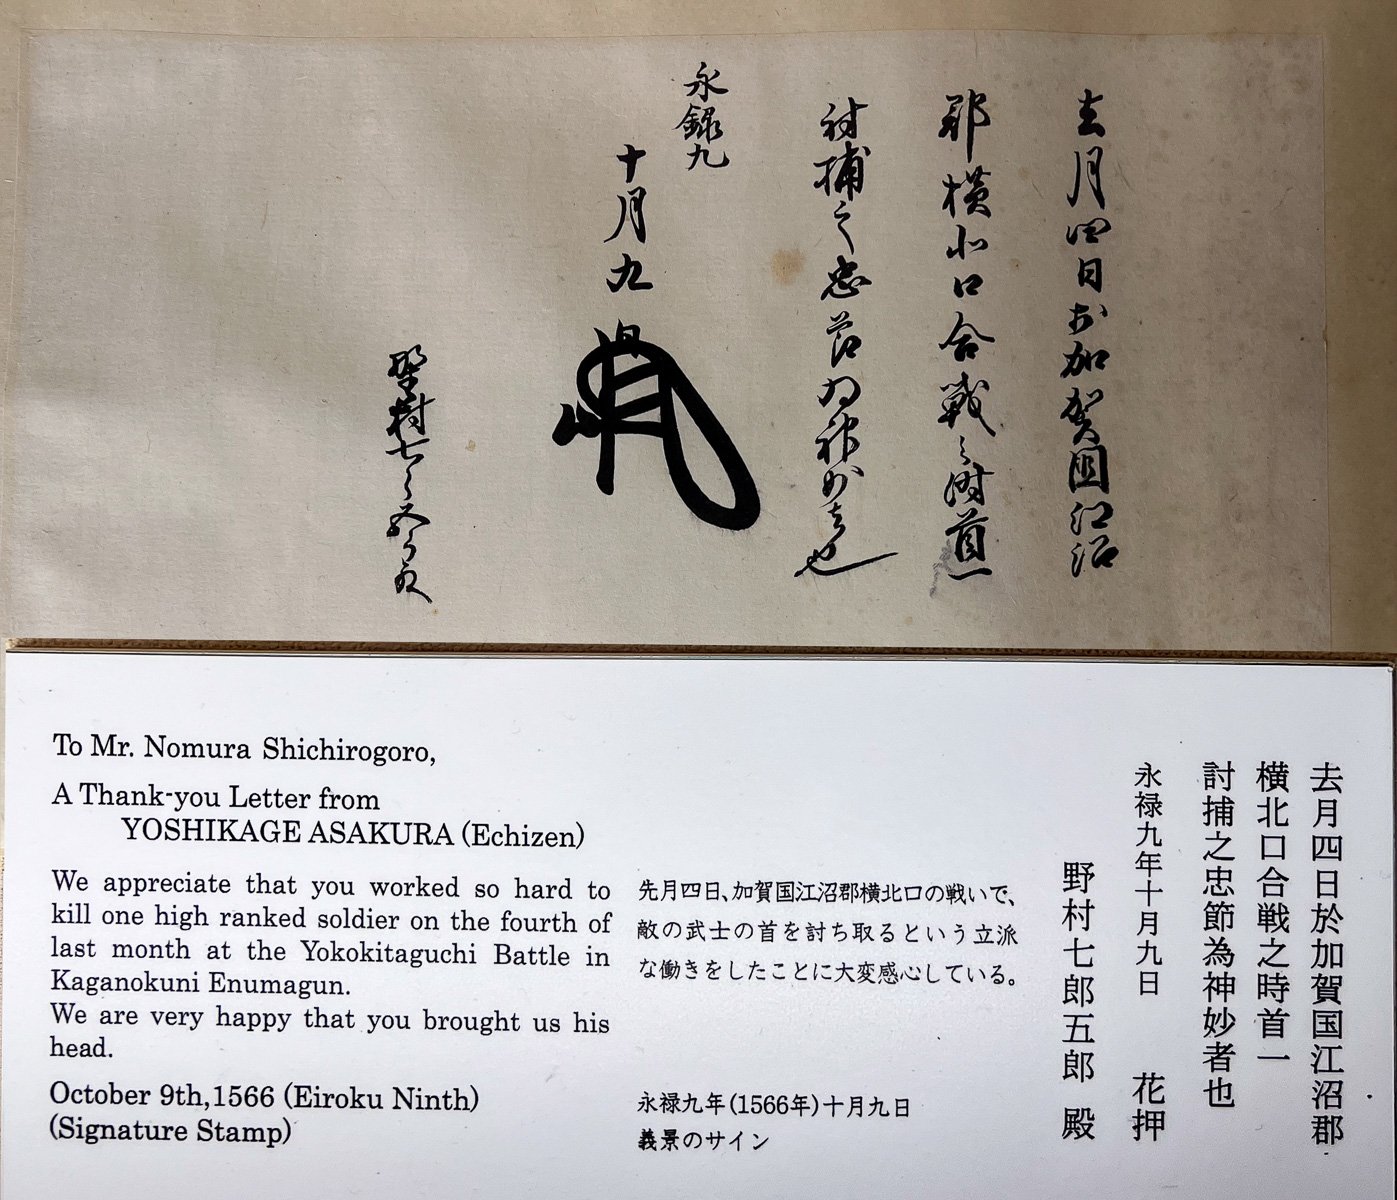 去月四日於加賀国江沼
郡横北口合戦之時首一
討捕之忠節為神妙者也
永録九
十月九日
野村七郎五郎殿
To Mr. Nomura Shichirogoro,
A Thank-you Letter from
YOSHIKAGE ASAKURA (Echizen)
We appreciate that you worked so hard to
kill one high ranked soldier on the fourth of
last month at the Yokokitaguchi Battle in
Kaganokuni Enumagun.
We are very happy that you brought us his
head.
October 9th,1566 (Eiroku Ninth)
(Signature Stamp)
先月四日、加賀国江沼郡横北口の戦いで、
敵の武士の首を討ち取るという立派
な働きをしたことに大変感心している。
永禄九年(1566年)十月九日
義景のサイン
去月四日於加賀国江沼郡
横北口合戦之時首一
討捕之忠節為神妙者也
永禄九年十月九日 花押
野村七郎五郎 殿